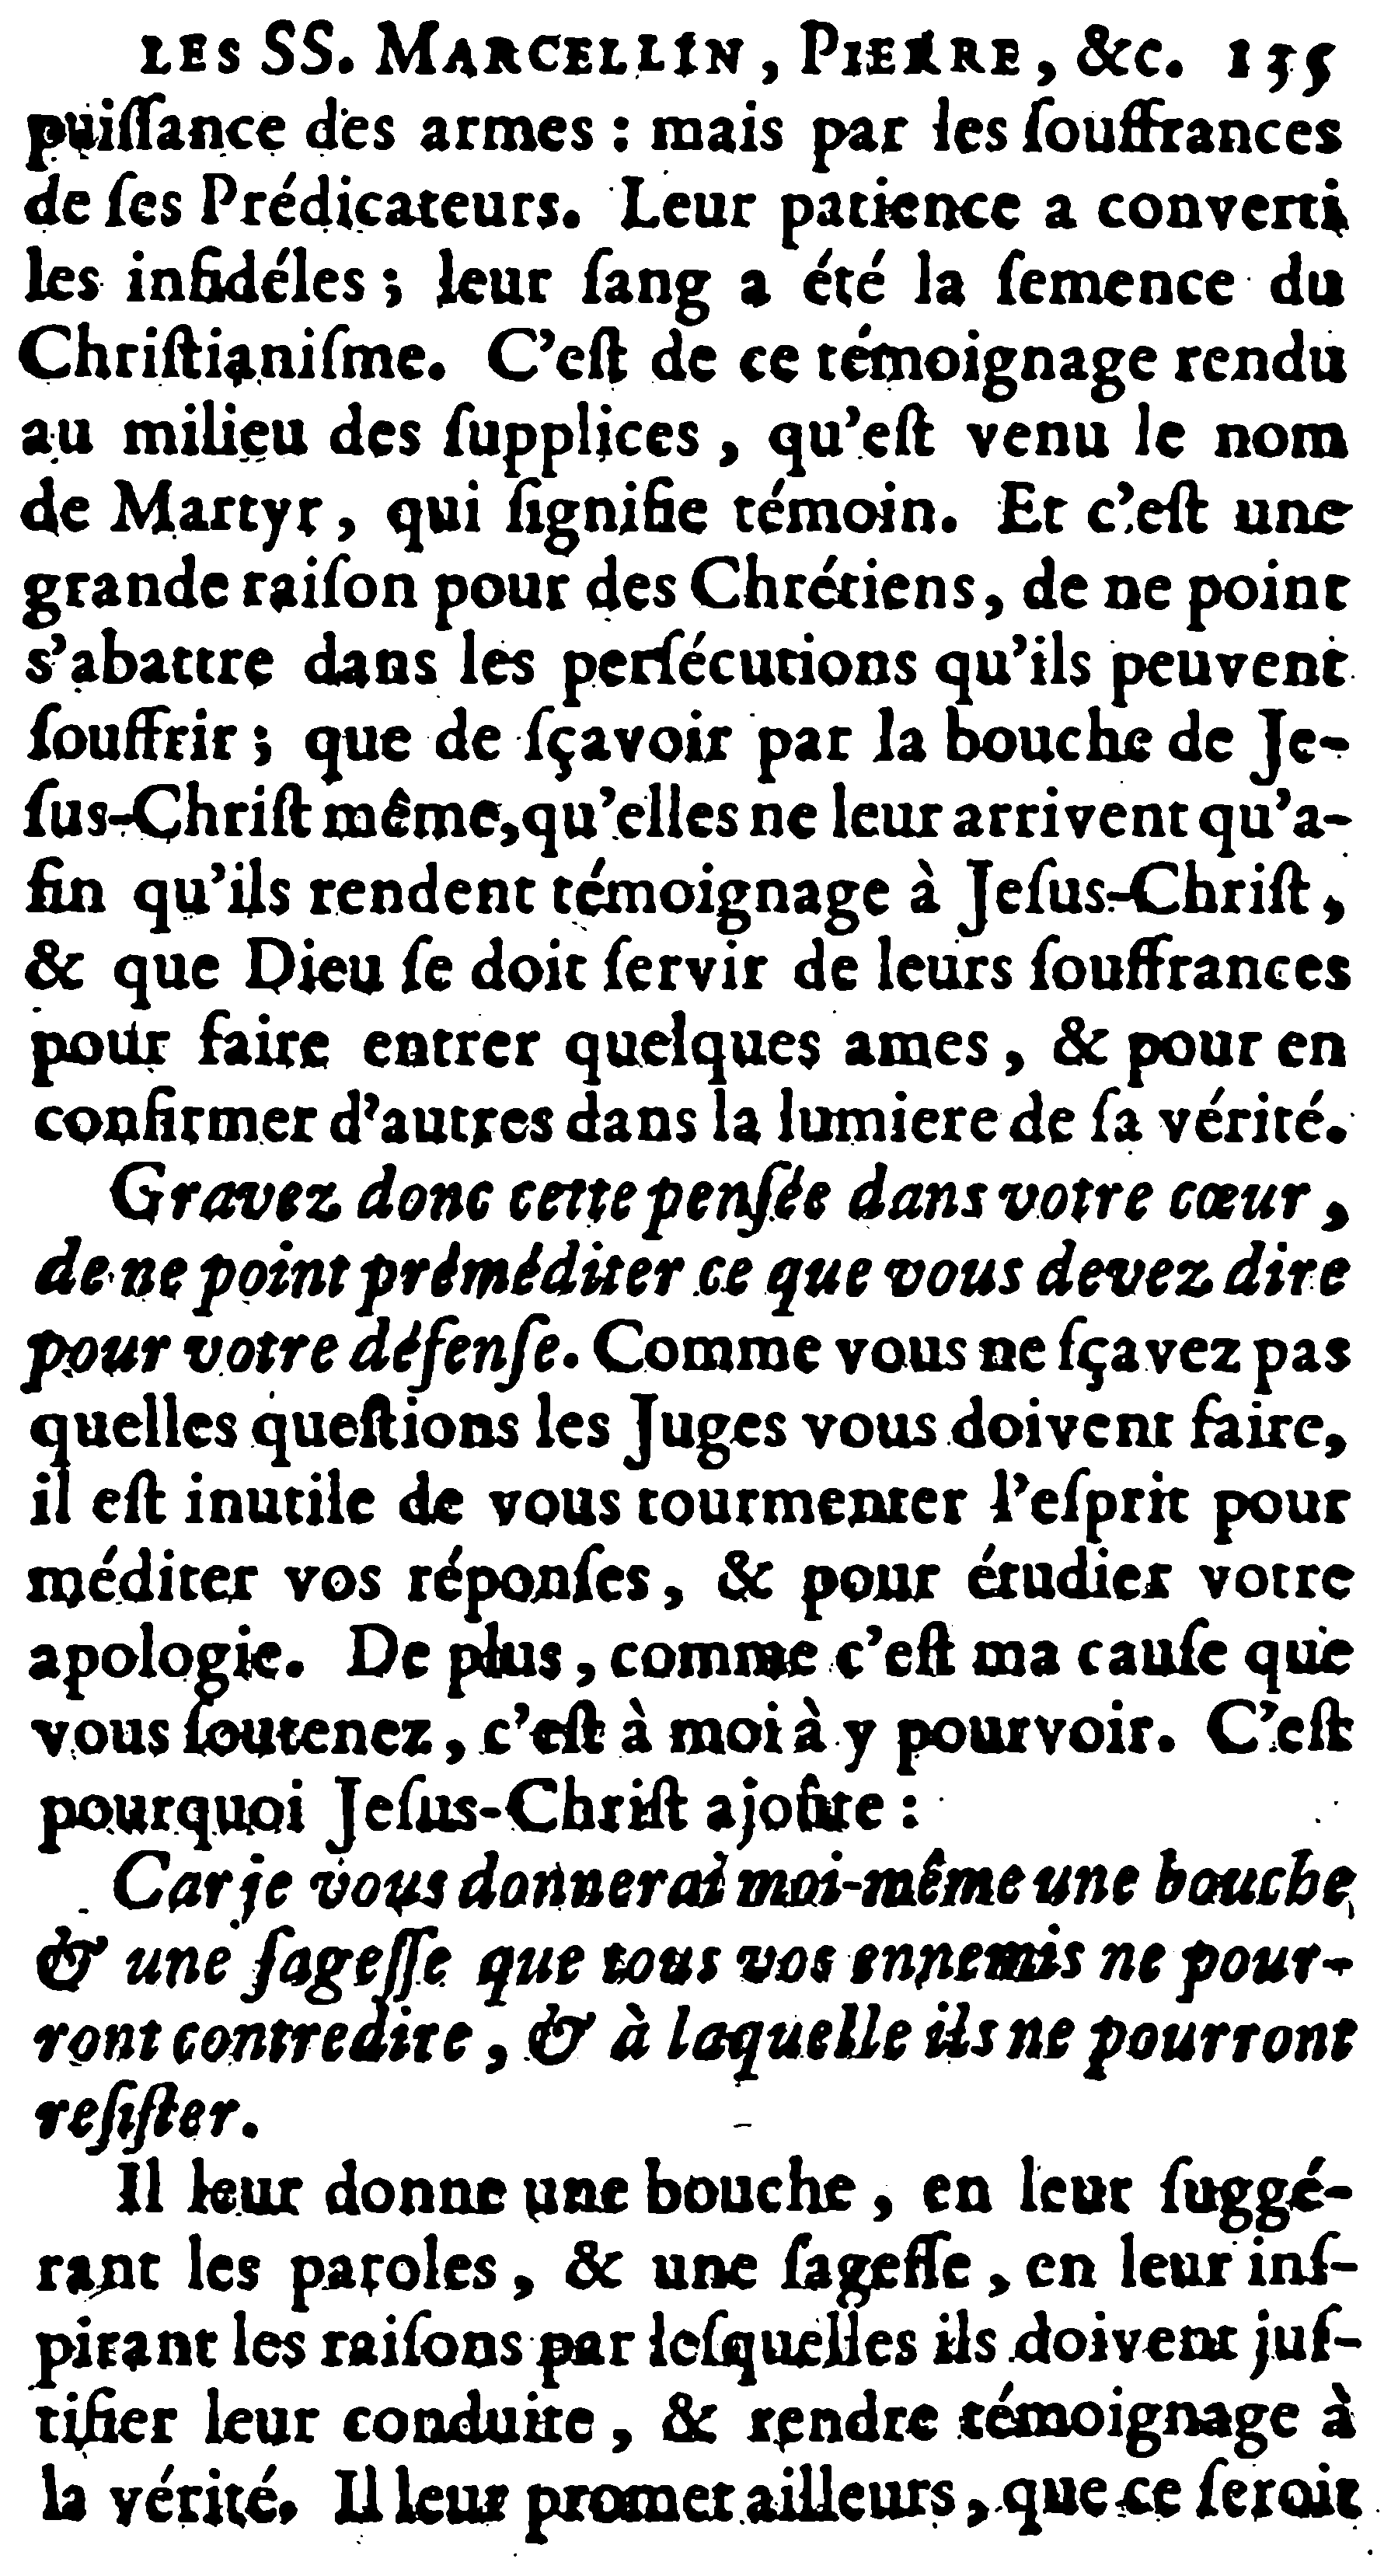 LES SS. MARCELLIN, PIERRE, &c. 135
puiſſance des armes : mais par les ſouffrances
de ſes Prédicateurs. Leur patience a converti
les infidéles ; leur ſang a été la ſemence du
Chriſtianiſme. C'eſt de ce témoignage rendu
au milieu des ſupplices, qu'eſt venu le nom
de Martyr, qui ſignifie témoin. Et c'eſt une
grande raiſon pour des Chrétiens, de ne point
s'abattre dans les perſécutions qu'ils peuvent
ſouffrir ; que de ſçavoir par la bouche de Je-
ſus-Chriſt même, qu'elles ne leur arrivent qu'a-
fin qu'ils rendent témoignage à Jeſus-Chriſt,
& que Dieu ſe doit ſervir de leurs ſouffrances
pour faire entrer quelques ames, & pour en
confirmer d'autres dans la lumiere de ſa vérité.
Gravez donc cette penſée dans votre cœur,
de ne point préméditer ce que vous devez dire
pour votre défenſe. Comme vous ne ſçavez pas
quelles queſtions les Juges vous doivent faire,
il eſt inutile de vous tourmenter l'eſprit pour
méditer vos réponſes, & pour étudier votre
apologie. De plus, comme c'eſt ma cauſe que
vous ſoutenez, c'eſt à moi à y pourvoir. C'eſt
pourquoi Jeſus-Chriſt ajoûte :
Car je vous donnerai moi-même une bouche
& une ſageſſe que tous vos ennemis ne pour-
ront contredire, & à laquelle ils ne pourront
reſiſter.
Il leur donne une bouche, en leur ſuggé-
rant les paroles, & une ſageſſe, en leur inſ-
pirant les raiſons par leſquelles ils doivent juſ-
tifier leur conduite, & rendre témoignage à
la vérité. Il leur promet ailleurs, que ce ſeroit